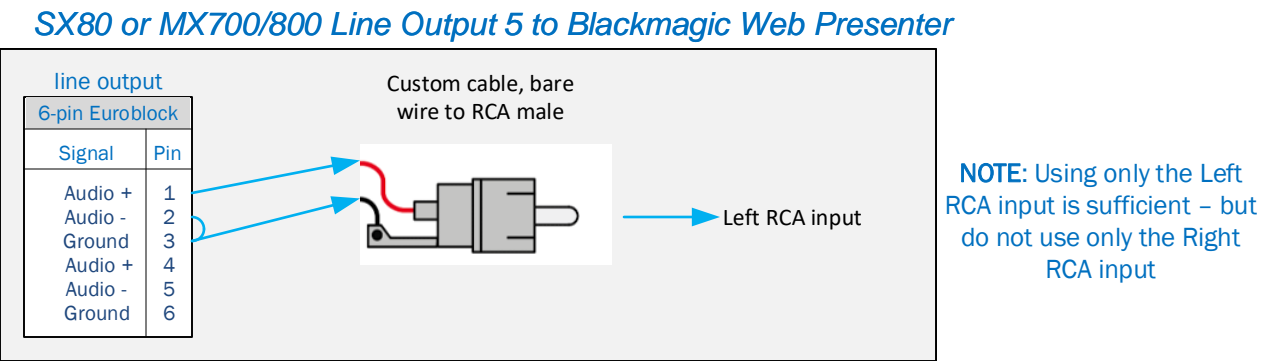 SX80 or MX700/800 Line Output 5 to Blackmagic Web Presenter
line output
6-pin Euroblock
Signal Pin
Audio + 1
Audio - 2
Ground 3
Audio + 4
Audio - 5
Ground 6
Custom cable, bare
wire to RCA male
Left RCA input
NOTE: Using only the Left
RCA input is sufficient – but
do not use only the Right
RCA input